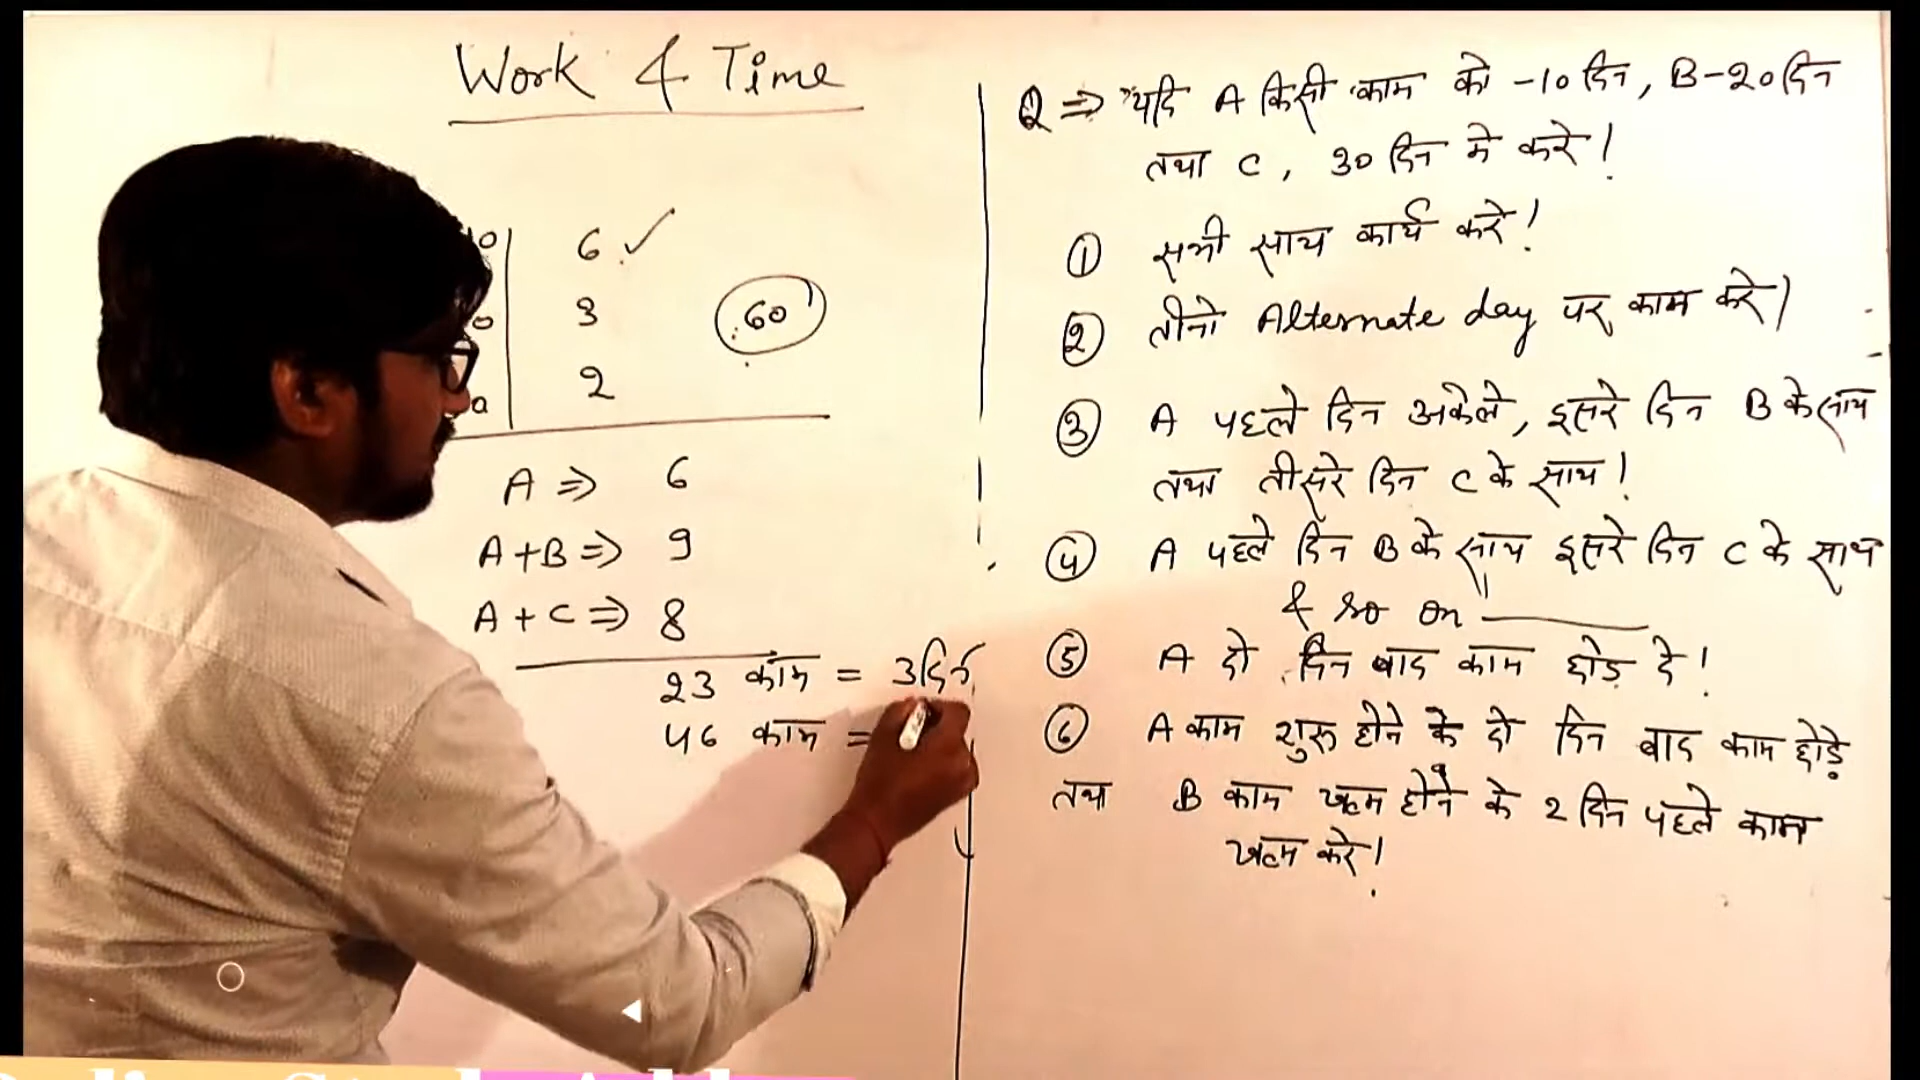 Work & Time
6 ✓
3
60
2
A ⇒ 6
A+B ⇒ 9
A + C ⇒ 8
23 काम = 3दिन
46 काम =
Q ⇒ यदि A किसी काम को -10 दिन, B-20 दिन
तथा C, 30 दिन मे करे!
① सभी साथ कार्य करे!
② तीनो Alternate day पर काम करे!
③ A पहले दिन अकेले, दूसरे दिन B के साथ
तथा तीसरे दिन C के साथ!
④ A पहले दिन B के साथ दूसरे दिन C के साथ
& so on
⑤ A दो दिन बाद काम छोड़ दे!
⑥ A काम शुरू होने के दो दिन बाद काम छोड़े
तथा B काम खत्म होने के 2 दिन पहले काम
खत्म करे!